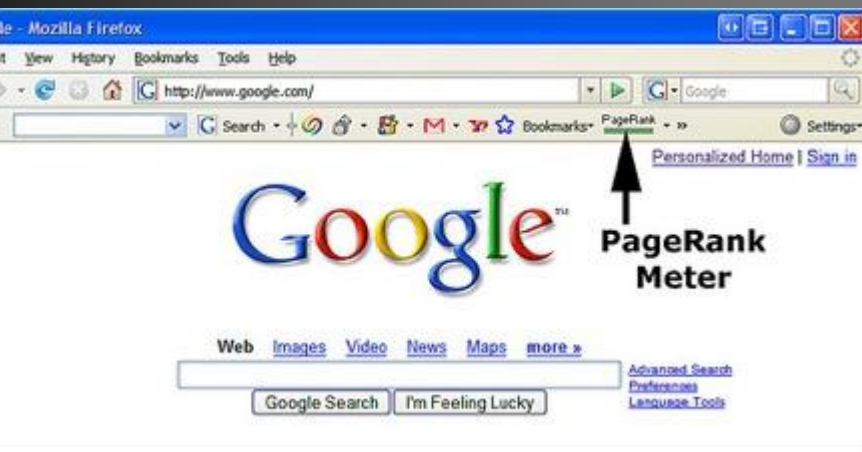 le - Mozilla Firefox
t View History Bookmarks Tools Help
http://www.google.com/ G Google
G Search M Bookmarks PageRank » Settings
Personalized Home | Sign in
Google™
PageRank
Meter
Web Images Video News Maps more »
Advanced Search
Preferences
Google Search I'm Feeling Lucky Language Tools